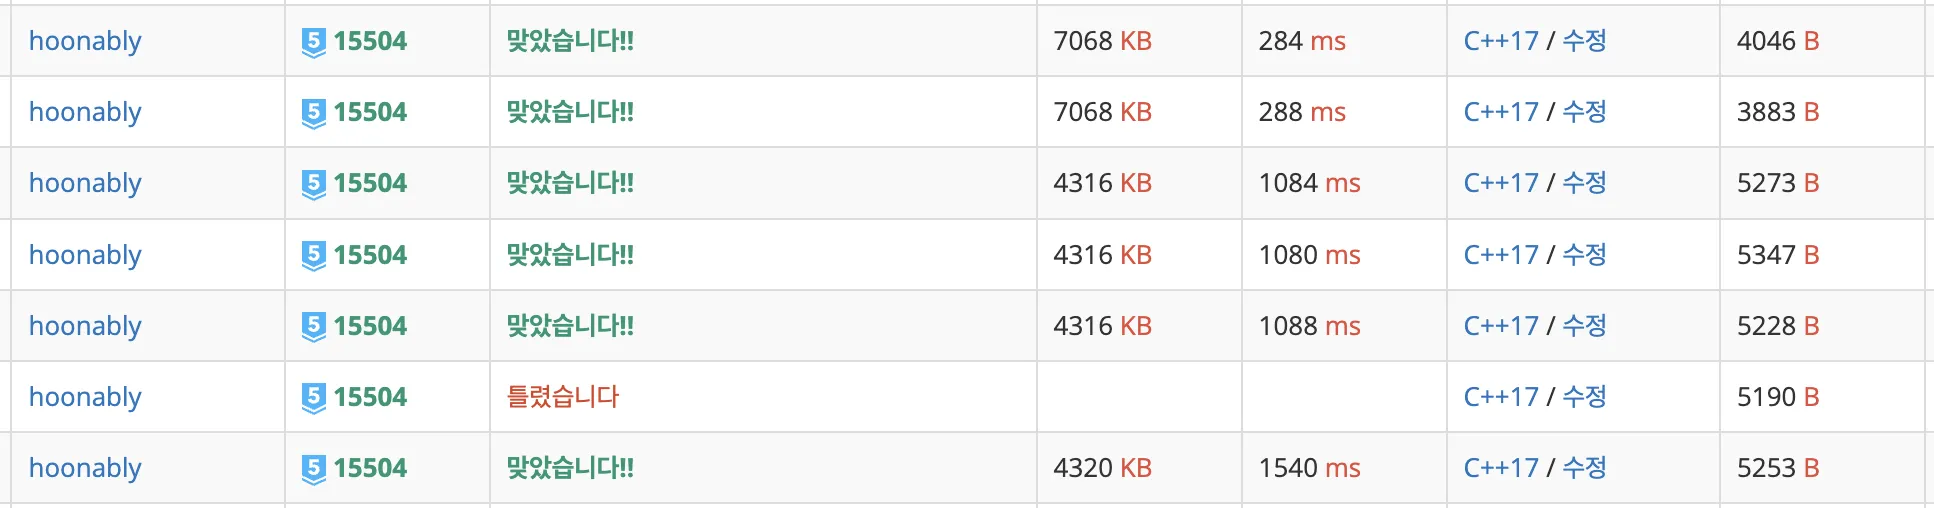 hoonably 5 15504 맞았습니다!! 7068 KB 284 ms C++17 / 수정 4046 B
hoonably 5 15504 맞았습니다!! 7068 KB 288 ms C++17 / 수정 3883 B
hoonably 5 15504 맞았습니다!! 4316 KB 1084 ms C++17 / 수정 5273 B
hoonably 5 15504 맞았습니다!! 4316 KB 1080 ms C++17 / 수정 5347 B
hoonably 5 15504 맞았습니다!! 4316 KB 1088 ms C++17 / 수정 5228 B
hoonably 5 15504 틀렸습니다 C++17 / 수정 5190 B
hoonably 5 15504 맞았습니다!! 4320 KB 1540 ms C++17 / 수정 5253 B